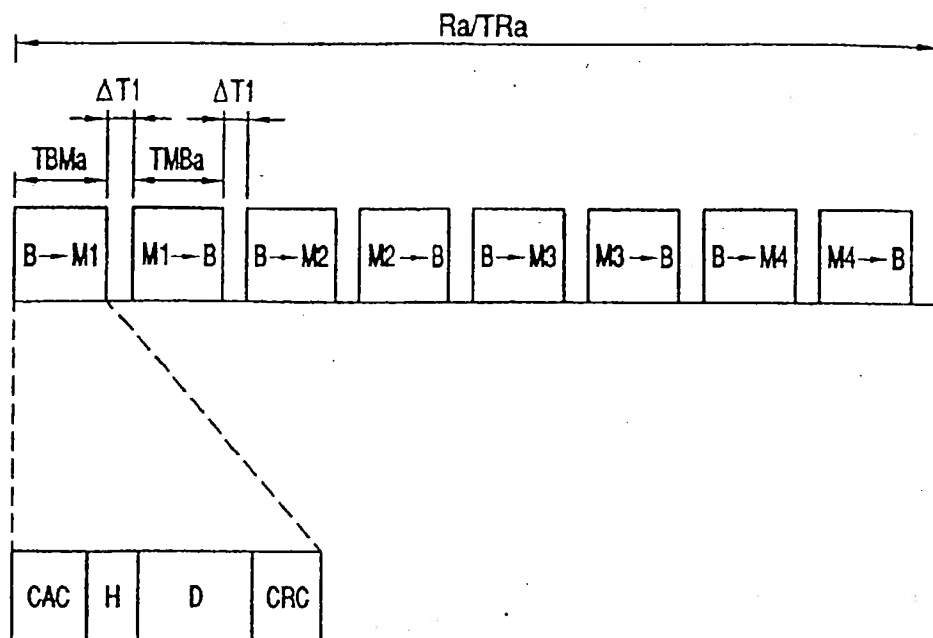 Ra/TRa
ΔT1 ΔT1
TBMa TMBa
B→M1 M1→B B→M2 M2→B B→M3 M3→B B→M4 M4→B
CAC H D CRC